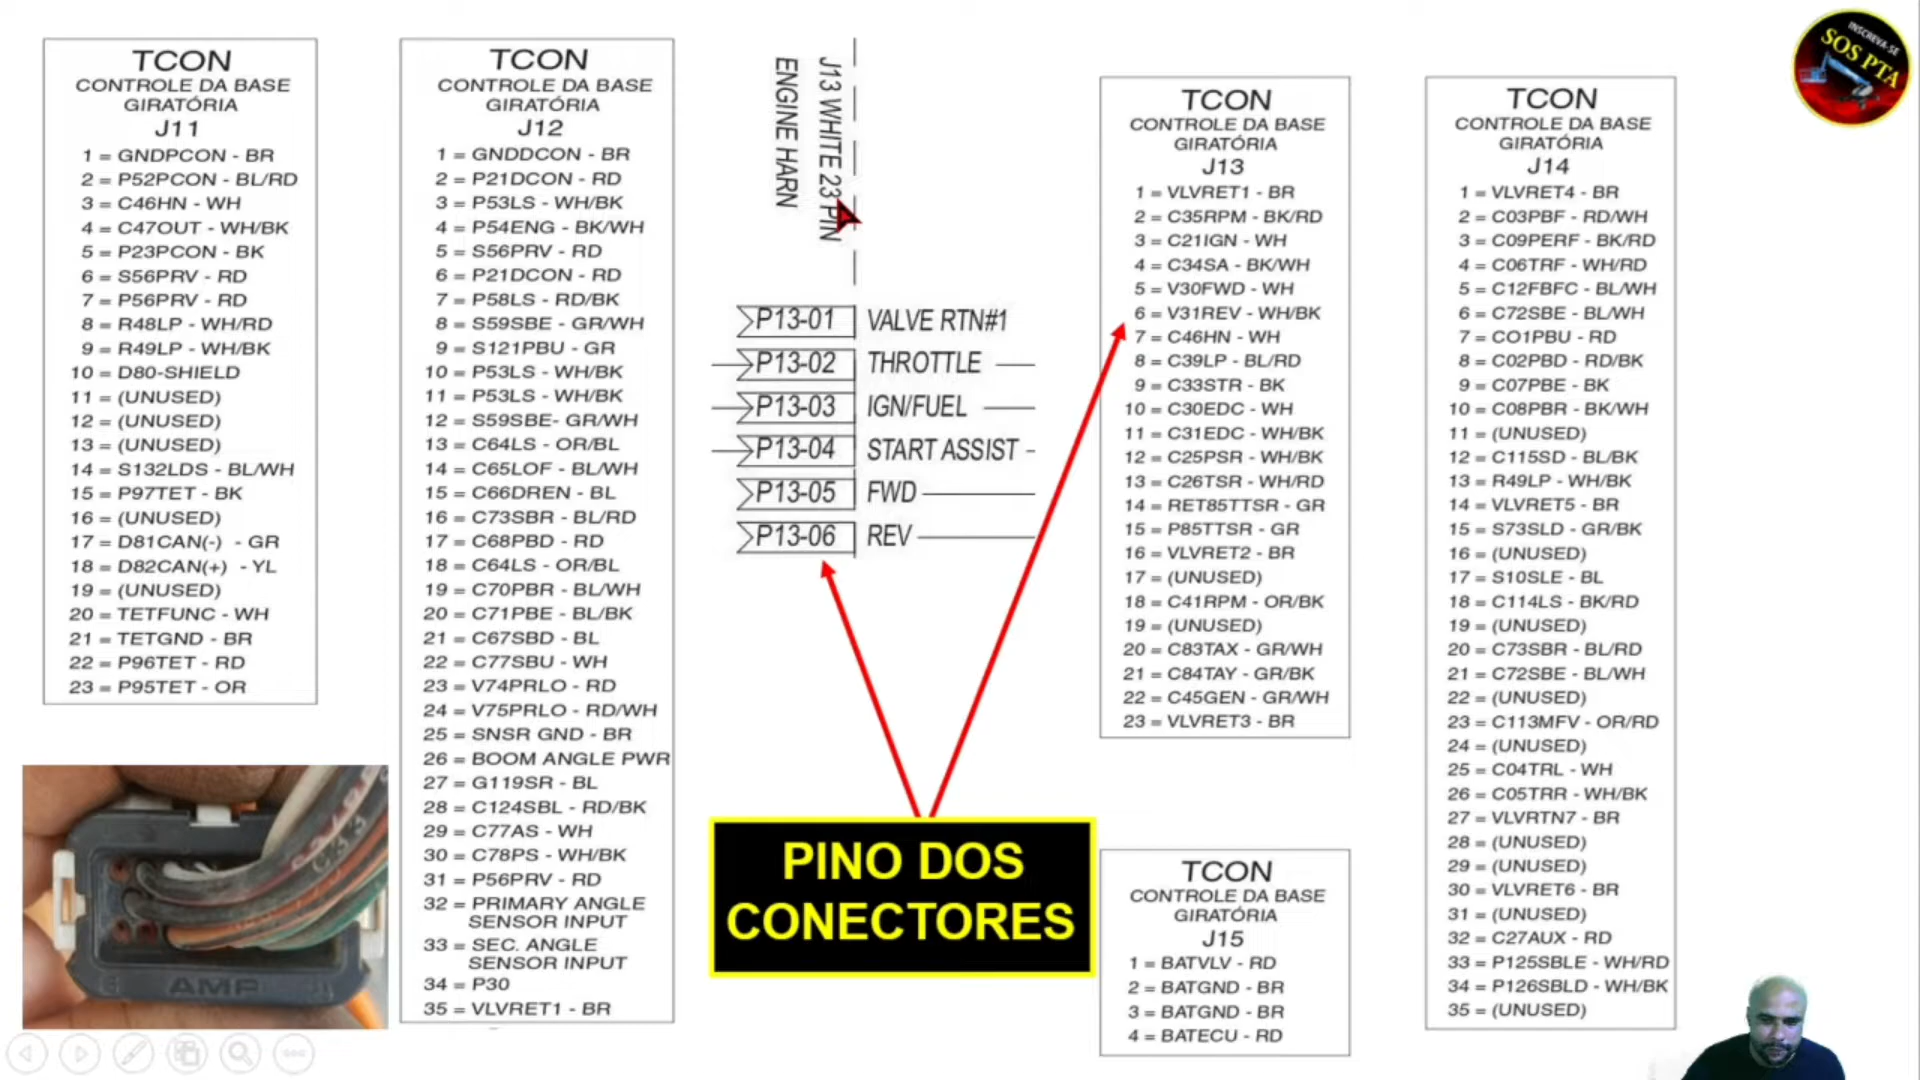 TCON
CONTROLE DA BASE
GIRATÓRIA
J11
1 = GNDPCON - BR
2 = P52PCON - BL/RD
3 = C46HN - WH
4 = C47OUT - WH/BK
5 = P23PCON - BK
6 = S56PRV - RD
7 = P56PRV - RD
8 = R48LP - WH/RD
9 = R49LP - WH/BK
10 = D80-SHIELD
11 = (UNUSED)
12 = (UNUSED)
13 = (UNUSED)
14 = S132LDS - BL/WH
15 = P97TET - BK
16 = (UNUSED)
17 = D81CAN(-) - GR
18 = D82CAN(+) - YL
19 = (UNUSED)
20 = TETFUNC - WH
21 = TETGND - BR
22 = P96TET - RD
23 = P95TET - OR
AMP
TCON
CONTROLE DA BASE
GIRATÓRIA
J12
1 = GNDDCON - BR
2 = P21DCON - RD
3 = P53LS - WH/BK
4 = P54ENG - BK/WH
5 = S56PRV - RD
6 = P21DCON - RD
7 = P58LS - RD/BK
8 = S59SBE - GR/WH
9 = S121PBU - GR
10 = P53LS - WH/BK
11 = P53LS - WH/BK
12 = S59SBE- GR/WH
13 = C64LS - OR/BL
14 = C65LOF - BL/WH
15 = C66DREN - BL
16 = C73SBR - BL/RD
17 = C68PBD - RD
18 = C64LS - OR/BL
19 = C70PBR - BL/WH
20 = C71PBE - BL/BK
21 = C67SBD - BL
22 = C77SBU - WH
23 = V74PRLO - RD
24 = V75PRLO - RD/WH
25 = SNSR GND - BR
26 = BOOM ANGLE PWR
27 = G119SR - BL
28 = C124SBL - RD/BK
29 = C77AS - WH
30 = C78PS - WH/BK
31 = P56PRV - RD
32 = PRIMARY ANGLE
SENSOR INPUT
33 = SEC. ANGLE
SENSOR INPUT
34 = P30
35 = VLVRET1 - BR
J13 WHITE 23 PIN
ENGINE HARN
P13-01 VALVE RTN#1
P13-02 THROTTLE
P13-03 IGN/FUEL
P13-04 START ASSIST
P13-05 FWD
P13-06 REV
PINO DOS
CONECTORES
TCON
CONTROLE DA BASE
GIRATÓRIA
J13
1 = VLVRET1 - BR
2 = C35RPM - BK/RD
3 = C21IGN - WH
4 = C34SA - BK/WH
5 = V30FWD - WH
6 = V31REV - WH/BK
7 = C46HN - WH
8 = C39LP - BL/RD
9 = C33STR - BK
10 = C30EDC - WH
11 = C31EDC - WH/BK
12 = C25PSR - WH/BK
13 = C26TSR - WH/RD
14 = RET85TTSR - GR
15 = P85TTSR - GR
16 = VLVRET2 - BR
17 = (UNUSED)
18 = C41RPM - OR/BK
19 = (UNUSED)
20 = C83TAX - GR/WH
21 = C84TAY - GR/BK
22 = C45GEN - GR/WH
23 = VLVRET3 - BR
TCON
CONTROLE DA BASE
GIRATÓRIA
J15
1 = BATVLV - RD
2 = BATGND - BR
3 = BATGND - BR
4 = BATECU - RD
TCON
CONTROLE DA BASE
GIRATÓRIA
J14
1 = VLVRET4 - BR
2 = C03PBF - RD/WH
3 = C09PERF - BK/RD
4 = C06TRF - WH/RD
5 = C12FBFC - BL/WH
6 = C72SBE - BL/WH
7 = CO1PBU - RD
8 = C02PBD - RD/BK
9 = C07PBE - BK
10 = C08PBR - BK/WH
11 = (UNUSED)
12 = C115SD - BL/BK
13 = R49LP - WH/BK
14 = VLVRET5 - BR
15 = S73SLD - GR/BK
16 = (UNUSED)
17 = S10SLE - BL
18 = C114LS - BK/RD
19 = (UNUSED)
20 = C73SBR - BL/RD
21 = C72SBE - BL/WH
22 = (UNUSED)
23 = C113MFV - OR/RD
24 = (UNUSED)
25 = C04TRL - WH
26 = C05TRR - WH/BK
27 = VLVRTN7 - BR
28 = (UNUSED)
29 = (UNUSED)
30 = VLVRET6 - BR
31 = (UNUSED)
32 = C27AUX - RD
33 = P125SBLE - WH/RD
34 = P126SBLD - WH/BK
35 = (UNUSED)
INSCREVA-SE
SOS PTA